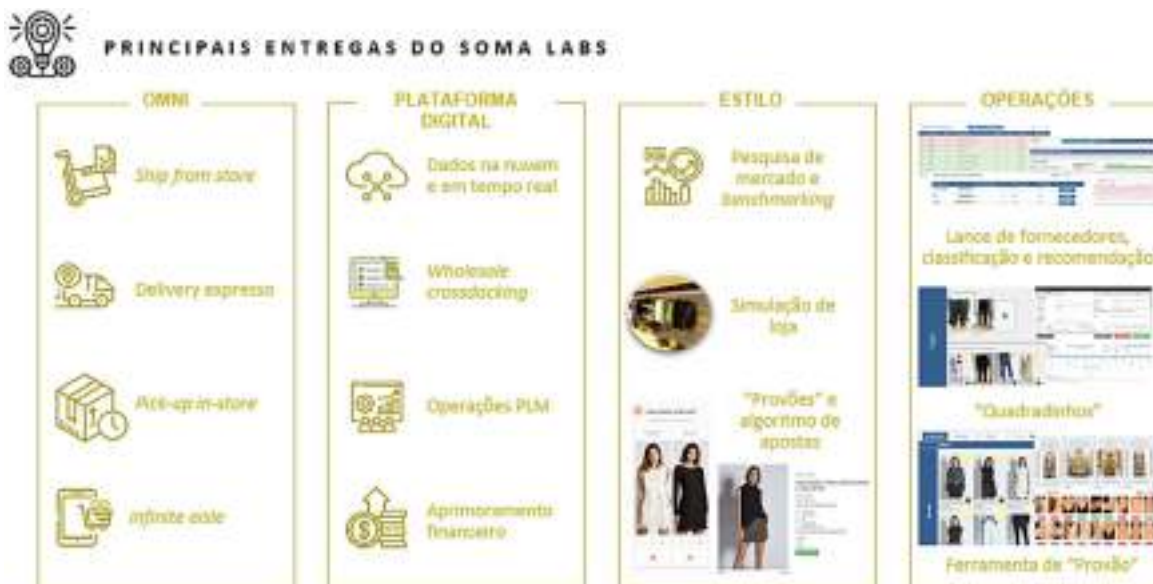 PRINCIPAIS ENTREGAS DO SOMA LABS
OMNI
Ship from store
Delivery expresso
Pick-up in-store
Infinite aisle
PLATAFORMA
DIGITAL
Dados na nuvem
e em tempo real
Wholesale
crossdocking
Operações PLM
Aprimoramento
financeiro
ESTILO
Pesquisa de
mercado e
benchmarking
Simulação de
loja
"Provões" e
algoritmo de
apostas
OPERAÇÕES
Lance de fornecedores,
classificação e recomendação
"Quadradinhos"
Ferramenta de "Provão"